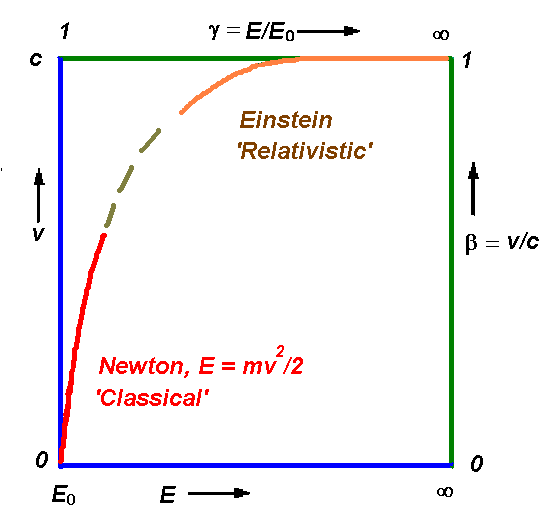 1 γ = E/E₀ ∞
c 1
Einstein
'Relativistic'
v β = v/c
Newton, E = mv²/2
'Classical'
0 0
E₀ E ∞